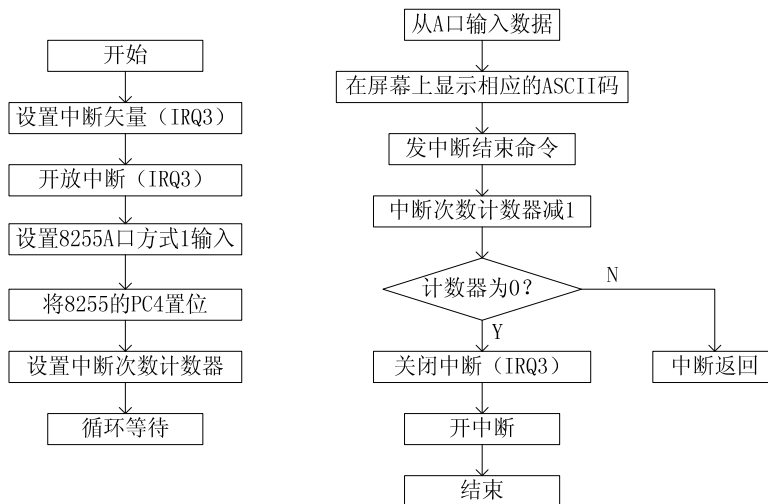 开始
设置中断矢量（IRQ3）
开放中断（IRQ3）
设置8255A口方式1输入
将8255的PC4置位
设置中断次数计数器
循环等待
从A口输入数据
在屏幕上显示相应的ASCII码
发中断结束命令
中断次数计数器减1
计数器为0?
N
Y
关闭中断（IRQ3）
中断返回
开中断
结束